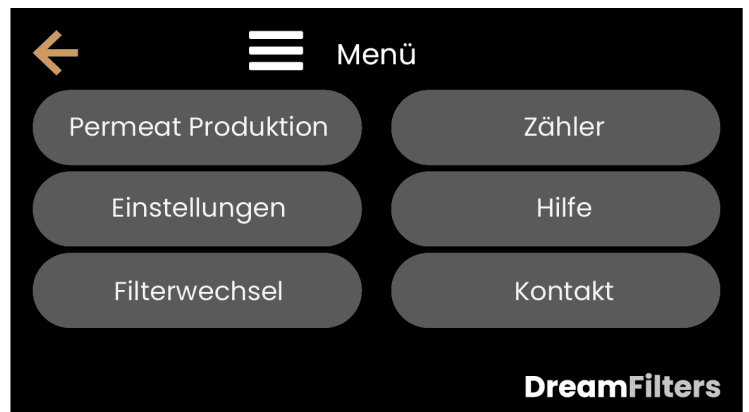 Menü
Permeat Produktion
Zähler
Einstellungen
Hilfe
Filterwechsel
Kontakt
DreamFilters